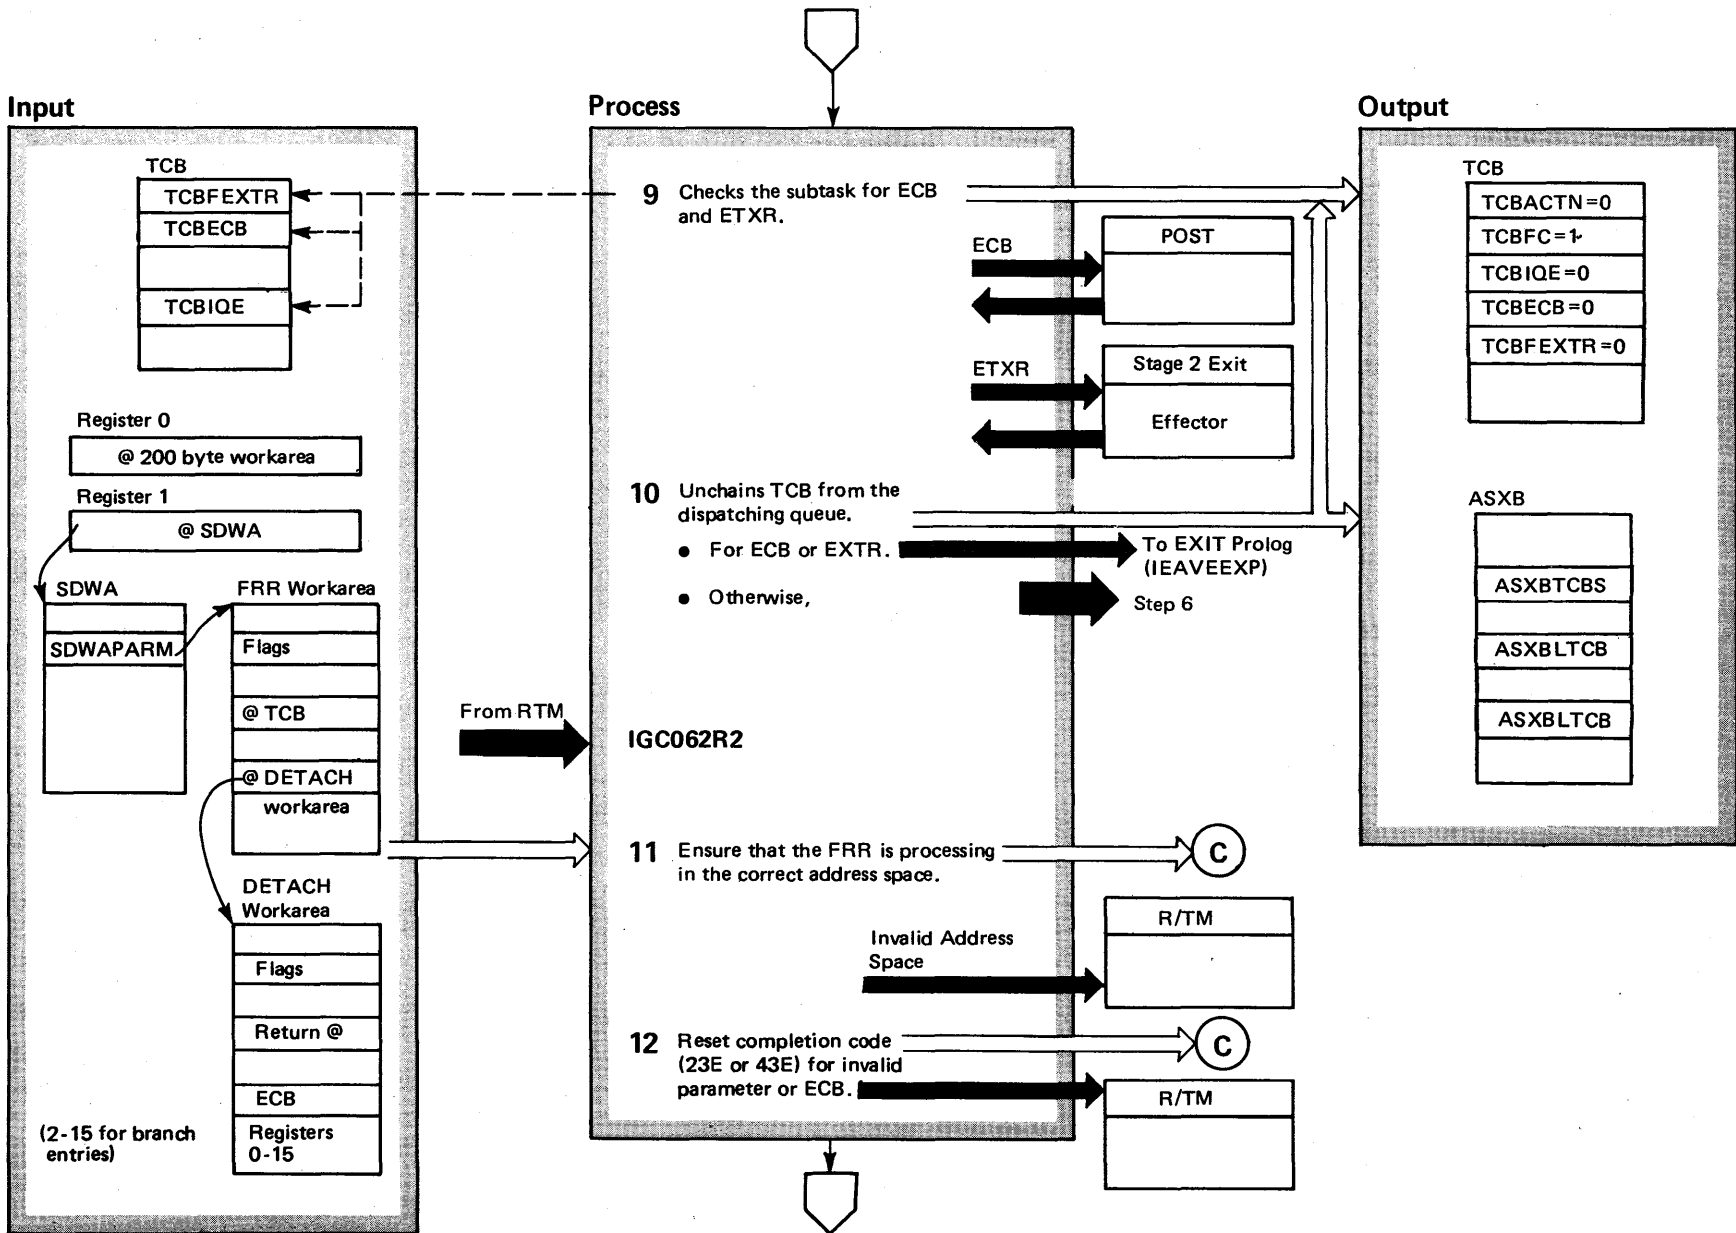 Input
TCB
TCBFEXTR
TCBECB
TCBIQE
Register 0
@ 200 byte workarea
Register 1
@ SDWA
SDWA
SDWAPARM
FRR Workarea
Flags
@ TCB
@ DETACH
workarea
DETACH
Workarea
Flags
Return @
ECB
Registers
0-15
(2-15 for branch
entries)
Process
9 Checks the subtask for ECB
and ETXR.
ECB
POST
ETXR
Stage 2 Exit
Effector
10 Unchains TCB from the
dispatching queue.
• For ECB or EXTR.
To EXIT Prolog
(IEAVEEXP)
• Otherwise,
Step 6
From RTM
IGC062R2
11 Ensure that the FRR is processing
in the correct address space.
C
Invalid Address
Space
R/TM
12 Reset completion code
(23E or 43E) for invalid
parameter or ECB.
C
R/TM
Output
TCB
TCBACTN=0
TCBFC=1
TCBIQE=0
TCBECB=0
TCBFEXTR=0
ASXB
ASXBTCBS
ASXBLTCB
ASXBLTCB